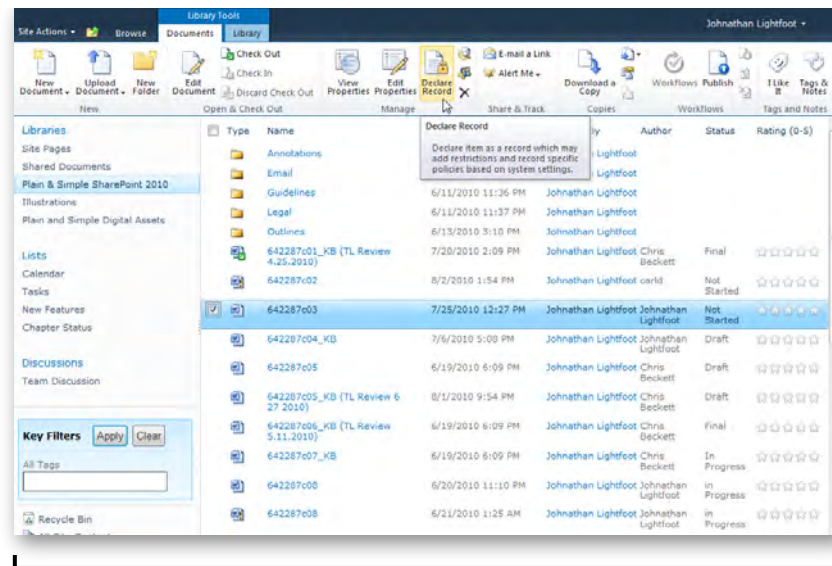 Library Tools
Site Actions Browse Documents Library Johnathan Lightfoot
New Document Upload Document New Folder Edit Document Check Out Check In Discard Check Out View Properties Edit Properties Declare Record E-mail a Link Alert Me Download a Copy Workflows Publish I Like It Tags & Notes
New Open & Check Out Manage Share & Track Copies Workflows Tags and Notes
Libraries
Site Pages
Shared Documents
Plain & Simple SharePoint 2010
Illustrations
Plain and Simple Digital Assets
Lists
Calendar
Tasks
New Features
Chapter Status
Discussions
Team Discussion
Key Filters Apply Clear
All Tags
Recycle Bin
Type Name Author Status Rating (0-5)
Declare Record
Declare item as a record which may
add restrictions and record specific
policies based on system settings.
Annotations Lightfoot
Email Lightfoot
Guidelines 6/11/2010 11:36 PM Johnathan Lightfoot
Legal 6/11/2010 11:37 PM Johnathan Lightfoot
Outlines 6/13/2010 3:10 PM Johnathan Lightfoot
642287c01_KB (TL Review 4.25.2010) 7/20/2010 2:09 PM Johnathan Lightfoot Chris Beckett Final
642287c02 8/2/2010 1:54 PM Johnathan Lightfoot carld Not Started
642287c03 7/25/2010 12:27 PM Johnathan Lightfoot Johnathan Lightfoot Not Started
642287c04_KB 7/6/2010 5:08 PM Johnathan Lightfoot Johnathan Lightfoot Draft
642287c05 6/19/2010 6:09 PM Johnathan Lightfoot Chris Beckett Draft
642287c05_KB (TL Review 6 27 2010) 8/1/2010 9:54 PM Johnathan Lightfoot Chris Beckett Draft
642287c06_KB (TL Review 5.11.2010) 6/19/2010 6:09 PM Johnathan Lightfoot Chris Beckett Final
642287c07_KB 6/19/2010 6:09 PM Johnathan Lightfoot Chris Beckett In Progress
642287c08 6/20/2010 11:10 PM Johnathan Lightfoot Johnathan Lightfoot in Progress
642287c08 6/21/2010 1:25 AM Johnathan Lightfoot Johnathan Lightfoot in Progress